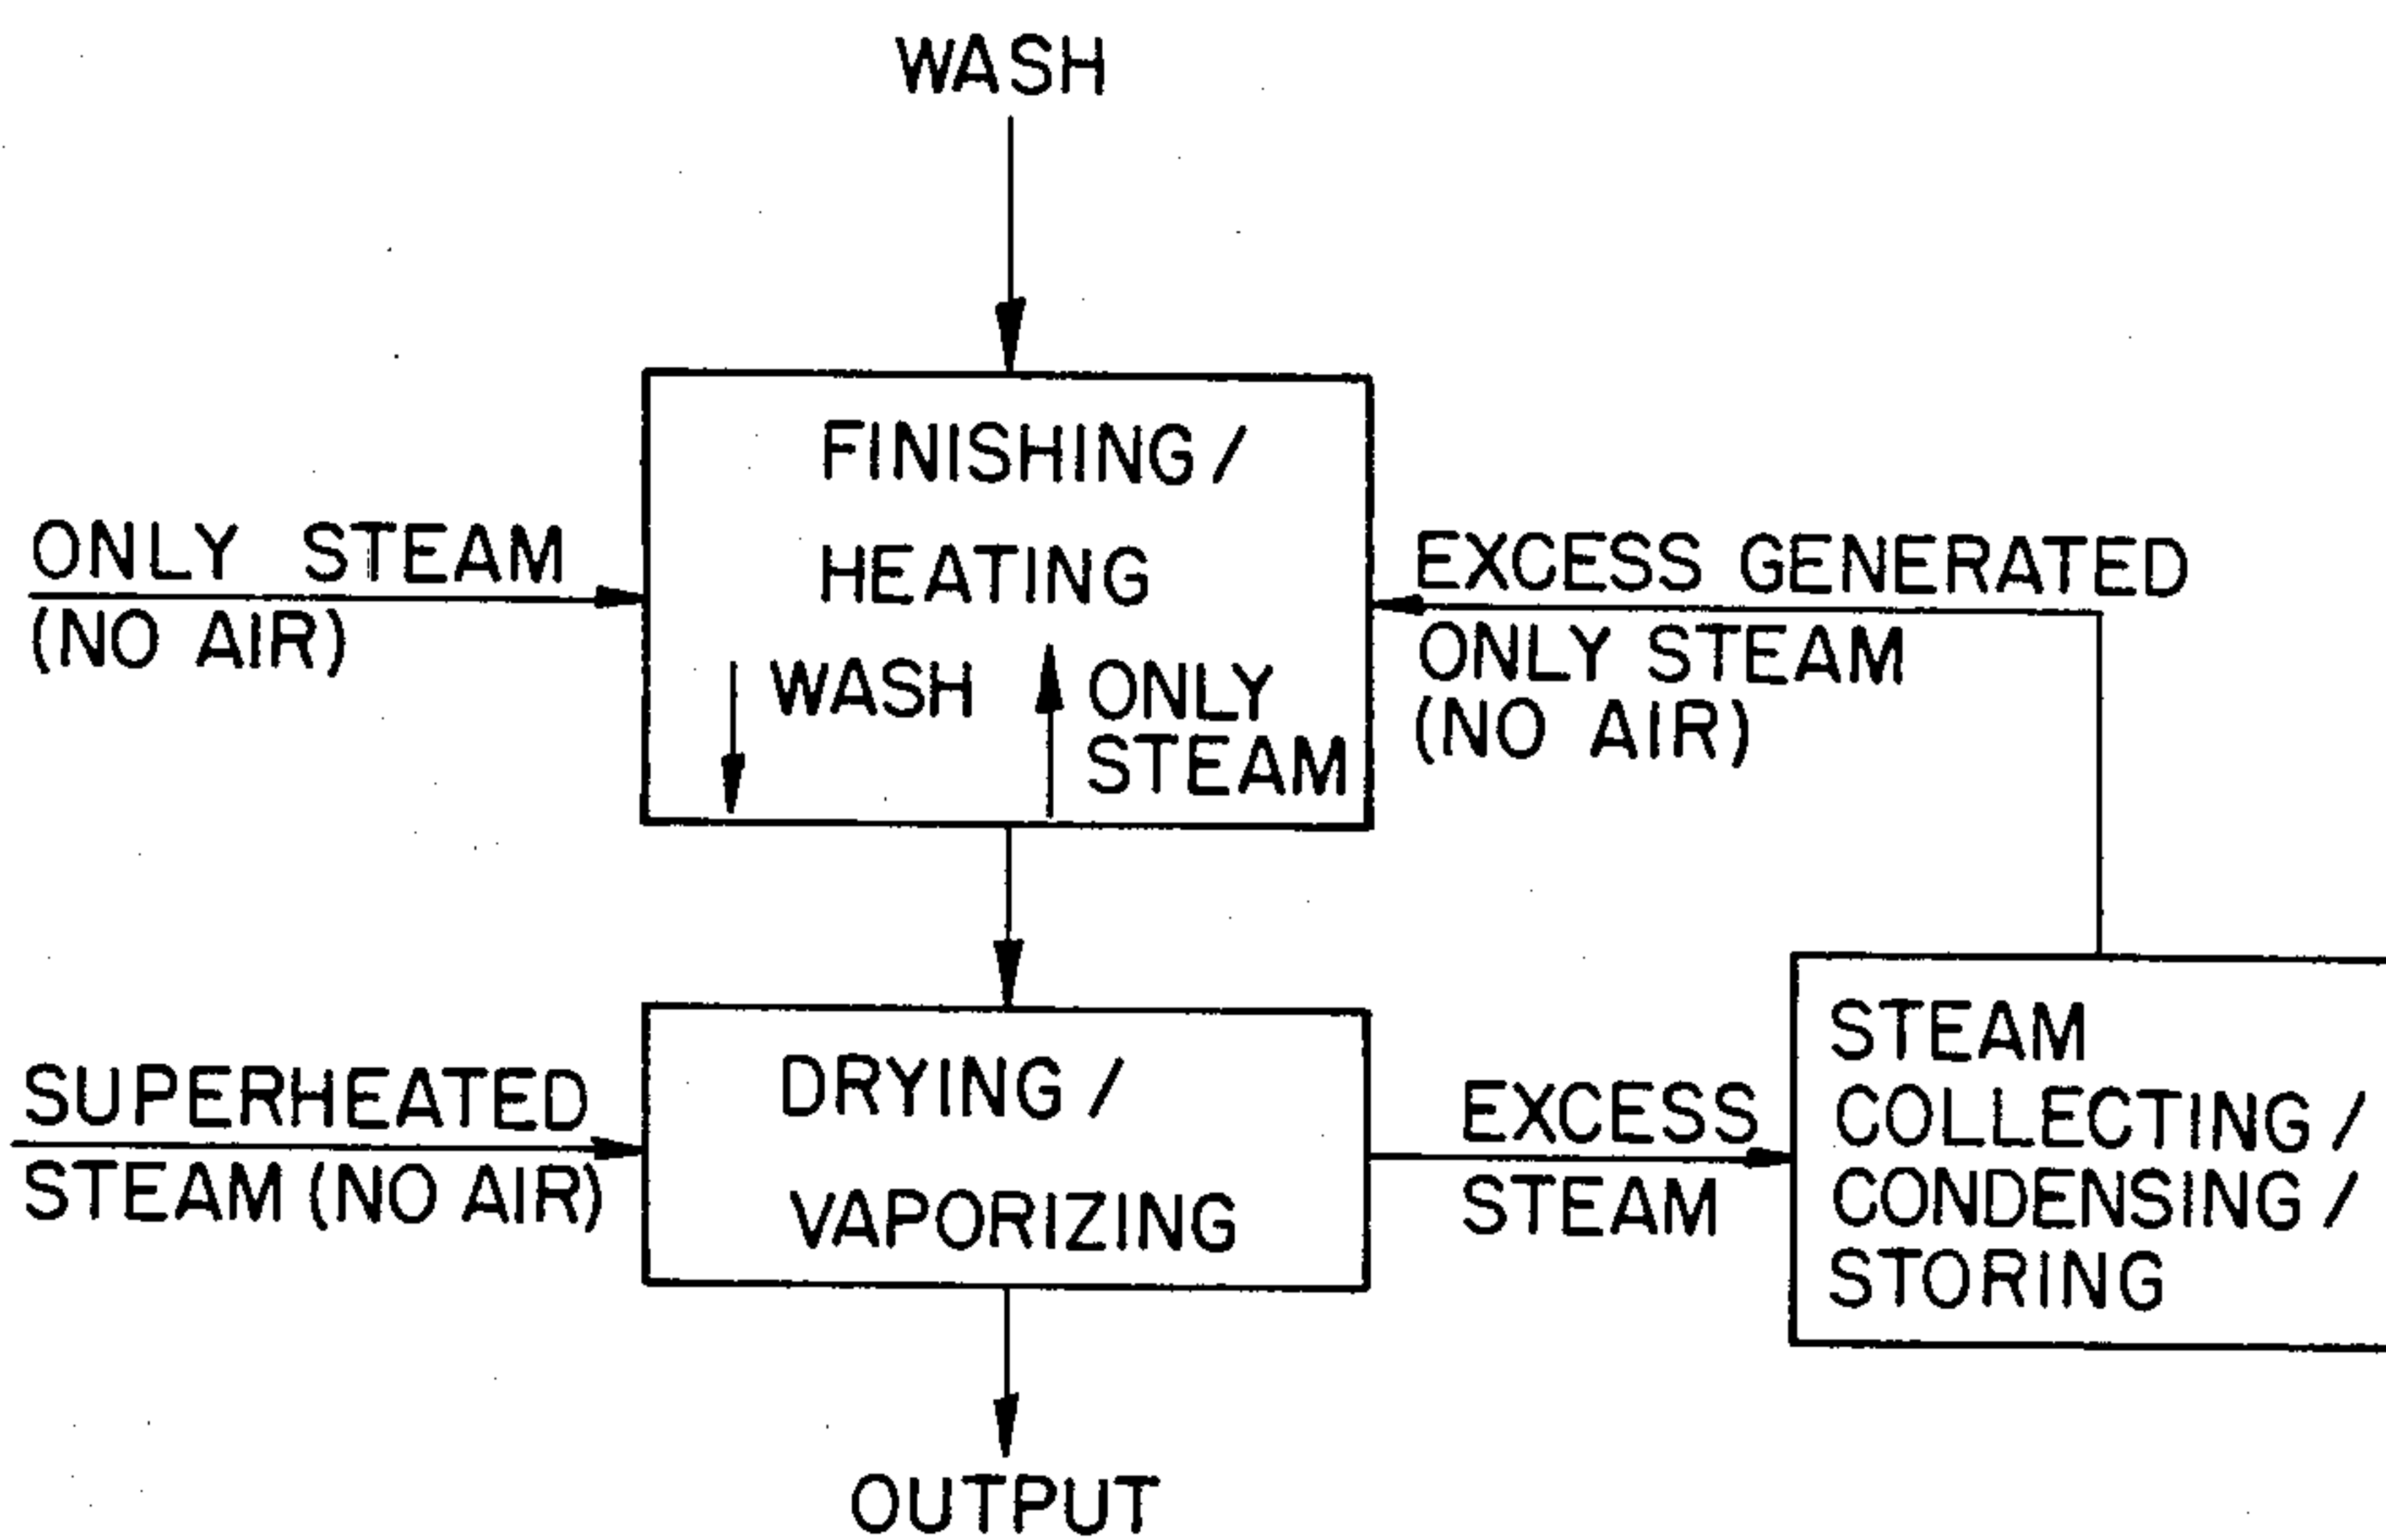 WASH
FINISHING/
HEATING
WASH
ONLY
STEAM
ONLY STEAM
(NO AIR)
EXCESS GENERATED
ONLY STEAM
(NO AIR)
DRYING/
VAPORIZING
SUPERHEATED
STEAM (NO AIR)
EXCESS
STEAM
STEAM
COLLECTING/
CONDENSING/
STORING
OUTPUT